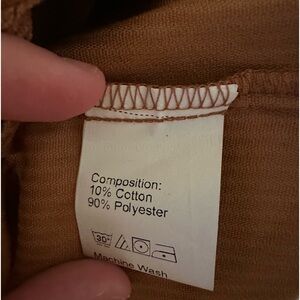 Composition:
10% Cotton
90% Polyester
30°
Machine Wash